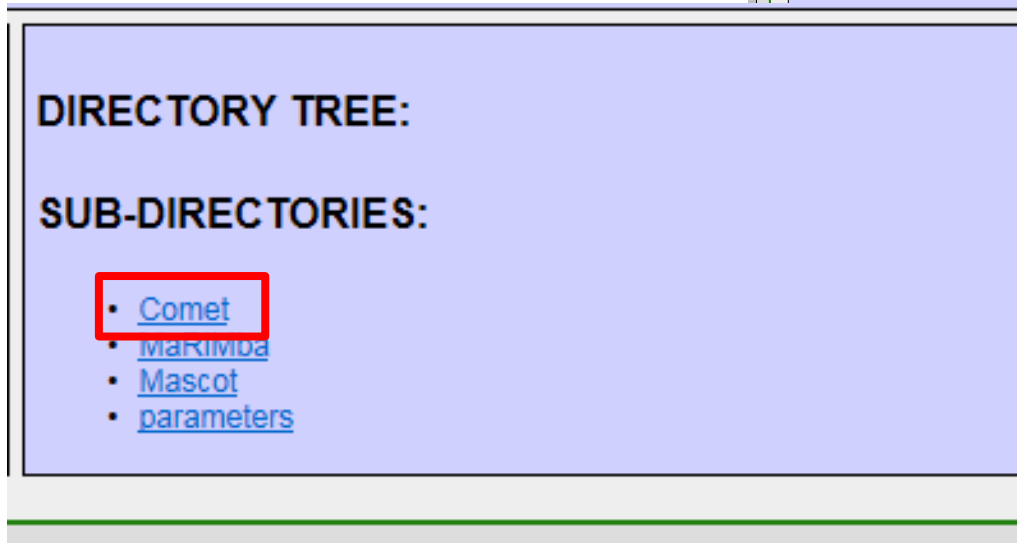 DIRECTORY TREE:
SUB-DIRECTORIES:
• Comet
• MaRiMba
• Mascot
• parameters